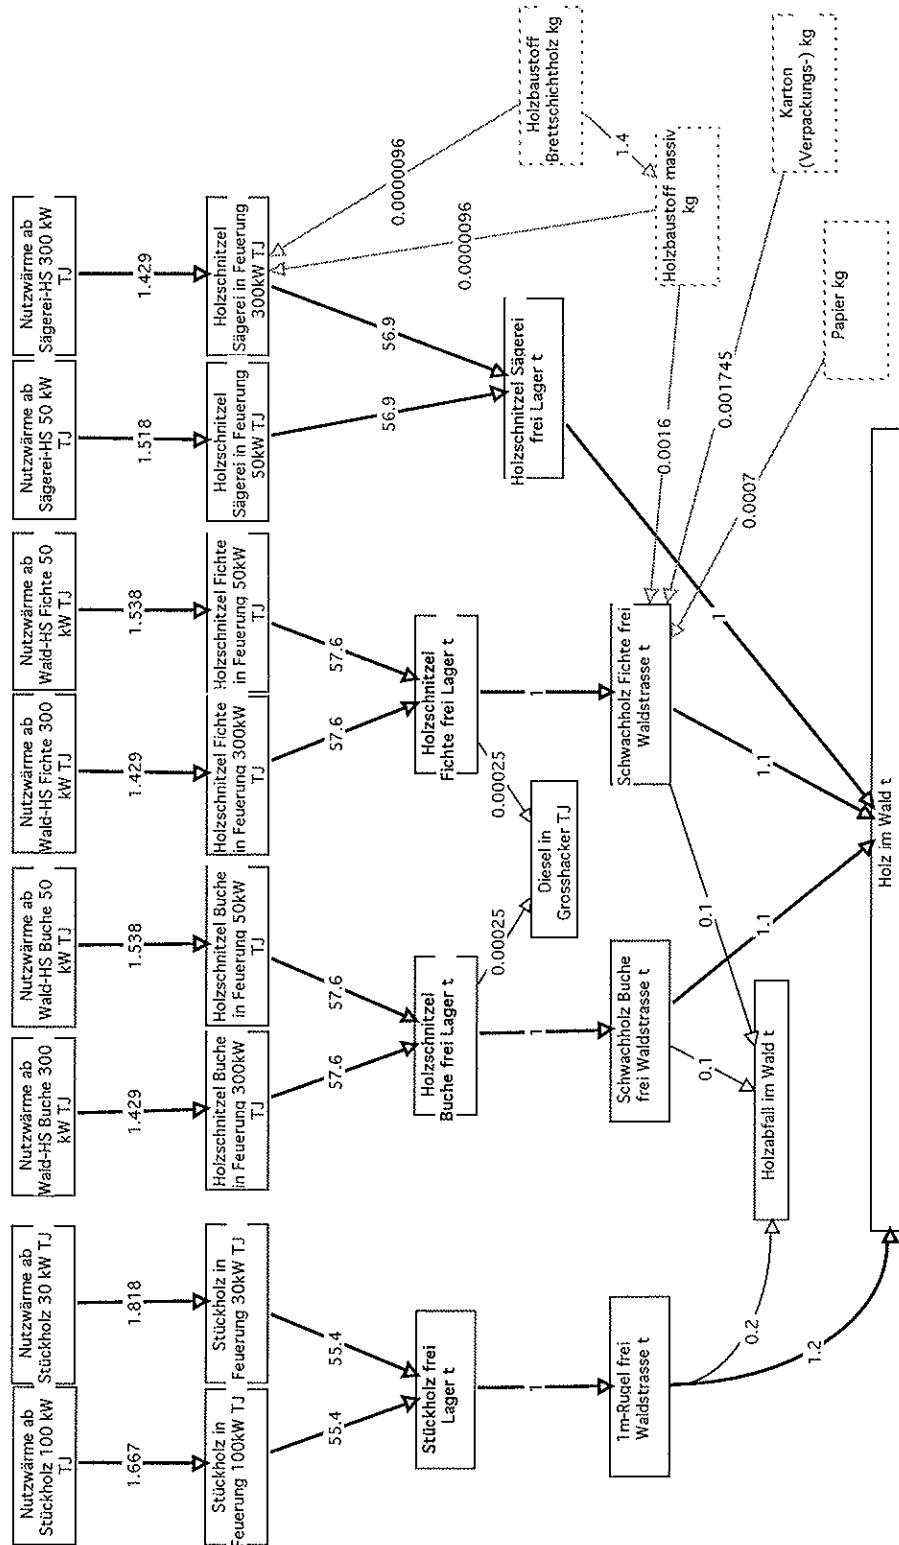 Nutzwärme ab
Stückholz 100 kW
TJ
Nutzwärme ab
Stückholz 30 kW TJ
Nutzwärme ab
Wald-HS Buche 300
kW TJ
Nutzwärme ab
Wald-HS Buche 50
kW TJ
Nutzwärme ab
Wald-HS Fichte 300
kW TJ
Nutzwärme ab
Wald-HS Fichte 50
kW TJ
Nutzwärme ab
Sägerei-HS 50 kW
TJ
Nutzwärme ab
Sägerei-HS 300 kW
TJ
1.667
1.818
1.429
1.538
1.429
1.538
1.518
1.429
Stückholz in
Feuerung 100kW TJ
Stückholz in
Feuerung 30kW TJ
Holzschnitzel Buche
in Feuerung 300kW
TJ
Holzschnitzel Buche
in Feuerung 50kW
TJ
Holzschnitzel Fichte
in Feuerung 300kW
TJ
Holzschnitzel Fichte
in Feuerung 50kW
TJ
Holzschnitzel
Sägerei in Feuerung
50kW TJ
Holzschnitzel
Sägerei in Feuerung
300kW TJ
55.4
55.4
57.6
57.6
57.6
57.6
56.9
56.9
0.0000096
0.0000096
Stückholz frei
Lager t
Holzschnitzel
Buche frei Lager t
Holzschnitzel
Fichte frei Lager t
Holzschnitzel Sägerei
frei Lager t
Holzbaustoff
Brettschichtholz kg
1.4
0.00025
0.00025
Diesel in
Grosshacker TJ
1
1
1
1m-Rugel frei
Waldstrasse t
Schwachholz Buche
frei Waldstrasse t
Schwachholz Fichte frei
Waldstrasse t
Holzbaustoff massiv
kg
0.0016
0.001745
0.0007
Karton
(Verpackungs-) kg
Papier kg
0.2
0.1
0.1
Holzabfall im Wald t
1.2
1.1
1.1
1
Holz im Wald t